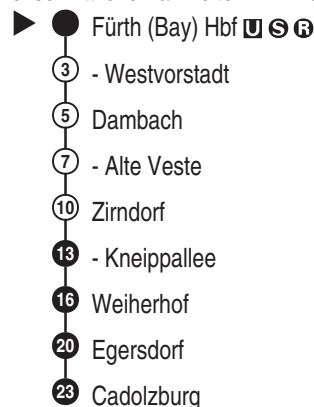 Fürth (Bay) Hbf U S R
3 - Westvorstadt
5 Dambach
7 - Alte Veste
10 Zirndorf
13 - Kneippallee
16 Weiherhof
20 Egersdorf
23 Cadolzburg